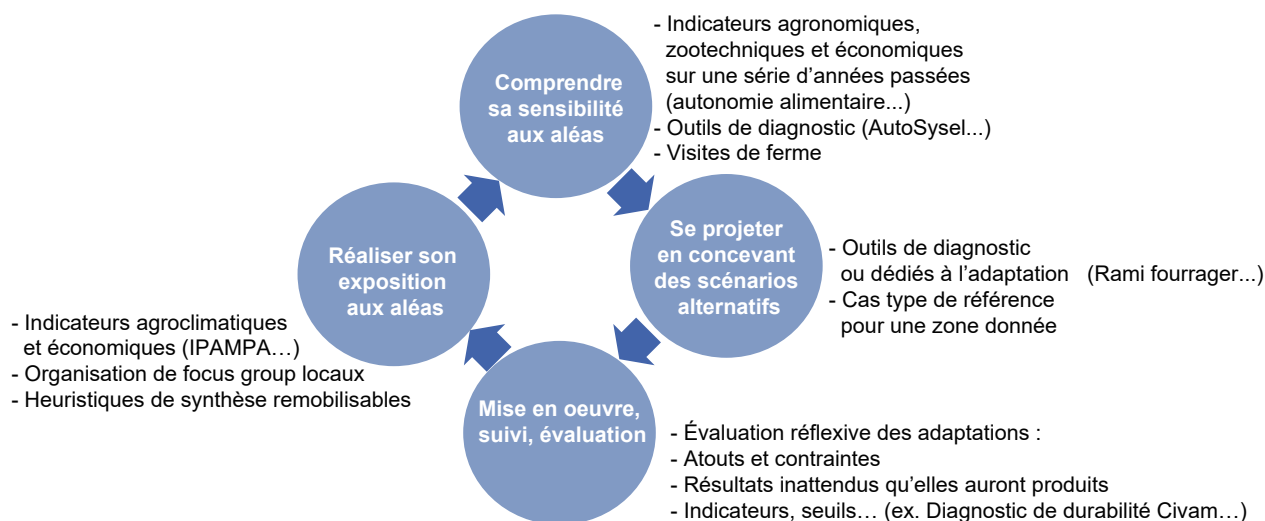 Comprendre
sa sensibilité
aux aléas
- Indicateurs agronomiques,
zootechniques et économiques
sur une série d'années passées
(autonomie alimentaire...)
- Outils de diagnostic (AutoSysel...)
- Visites de ferme
Se projeter
en concevant
des scénarios
alternatifs
- Outils de diagnostic
ou dédiés à l'adaptation (Rami fourrager...)
- Cas type de référence
pour une zone donnée
Réaliser son
exposition
aux aléas
- Indicateurs agroclimatiques
et économiques (IPAMPA…)
- Organisation de focus group locaux
- Heuristiques de synthèse remobilisables
Mise en oeuvre,
suivi, évaluation
- Évaluation réflexive des adaptations :
- Atouts et contraintes
- Résultats inattendus qu'elles auront produits
- Indicateurs, seuils… (ex. Diagnostic de durabilité Civam…)